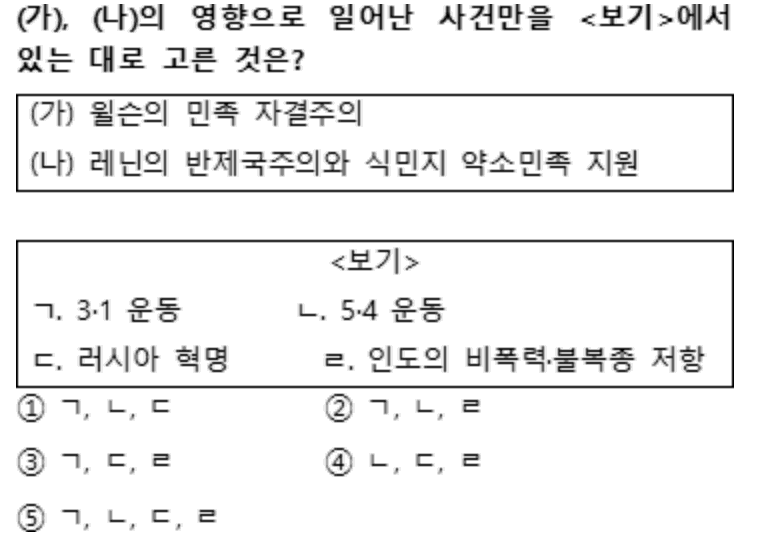 (가), (나)의 영향으로 일어난 사건만을 <보기>에서
있는 대로 고른 것은?
(가) 윌슨의 민족 자결주의
(나) 레닌의 반제국주의와 식민지 약소민족 지원
<보기>
ㄱ. 3·1 운동 ㄴ. 5·4 운동
ㄷ. 러시아 혁명 ㄹ. 인도의 비폭력·불복종 저항
① ㄱ, ㄴ, ㄷ ② ㄱ, ㄴ, ㄹ
③ ㄱ, ㄷ, ㄹ ④ ㄴ, ㄷ, ㄹ
⑤ ㄱ, ㄴ, ㄷ, ㄹ